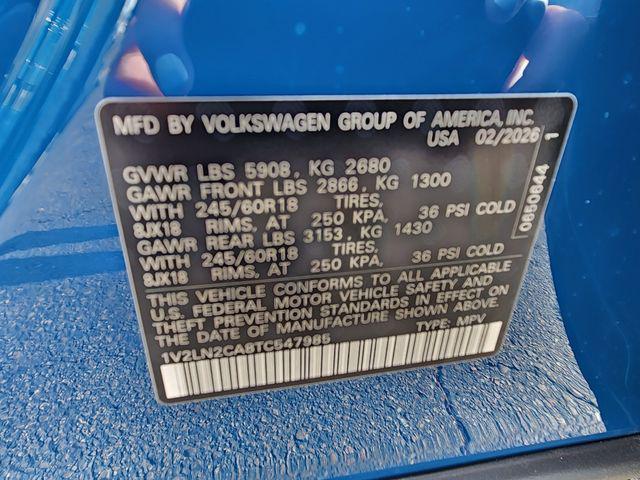 MFD BY VOLKSWAGEN GROUP OF AMERICA, INC.
USA 02/2026
GVWR LBS 5908, KG 2680
GAWR FRONT LBS 2866, KG 1300
WITH 245/60R18 TIRES,
8JX18 RIMS, AT 250 KPA, 36 PSI COLD
GAWR REAR LBS 3153, KG 1430
WITH 245/60R18 TIRES,
8JX18 RIMS, AT 250 KPA, 36 PSI COLD
THIS VEHICLE CONFORMS TO ALL APPLICABLE
U.S. FEDERAL MOTOR VEHICLE SAFETY AND
THEFT PREVENTION STANDARDS IN EFFECT ON
THE DATE OF MANUFACTURE SHOWN ABOVE.
1V2LN2CA6TC547985 TYPE: MPV
0680644 1